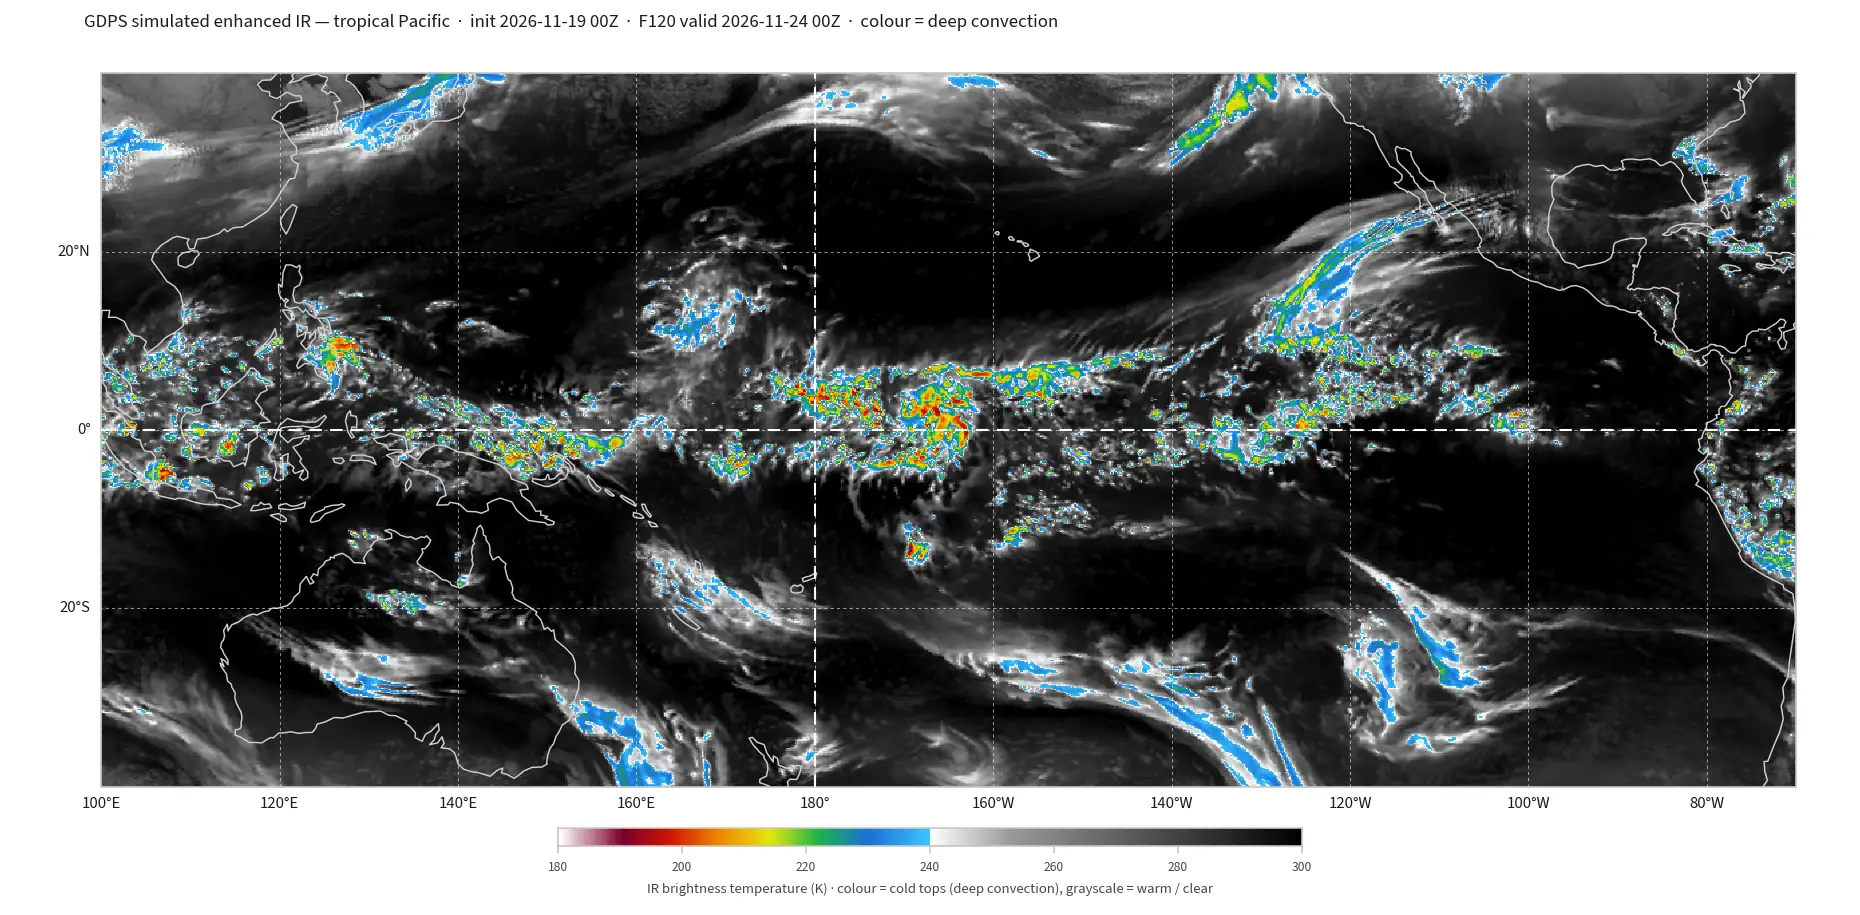 GDPS simulated enhanced IR — tropical Pacific · init 2026-11-19 00Z · F120 valid 2026-11-24 00Z · colour = deep convection
20°N
0°
20°S
100°E 120°E 140°E 160°E 180° 160°W 140°W 120°W 100°W 80°W
180 200 220 240 260 280 300
IR brightness temperature (K) · colour = cold tops (deep convection), grayscale = warm / clear